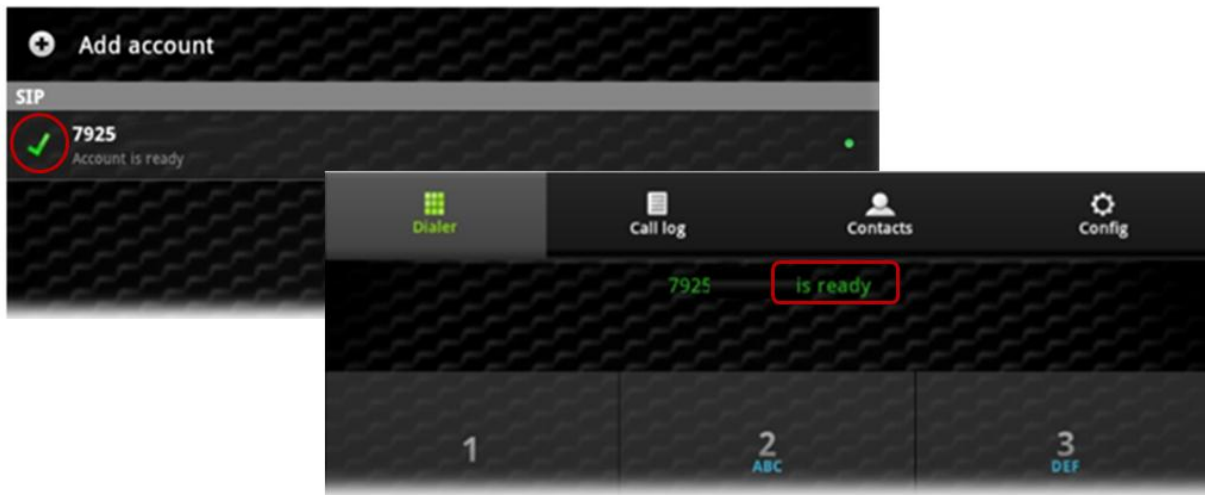 Add account
SIP
7925
Account is ready
Dialer
Call log
Contacts
Config
7925 is ready
1
2
ABC
3
DEF